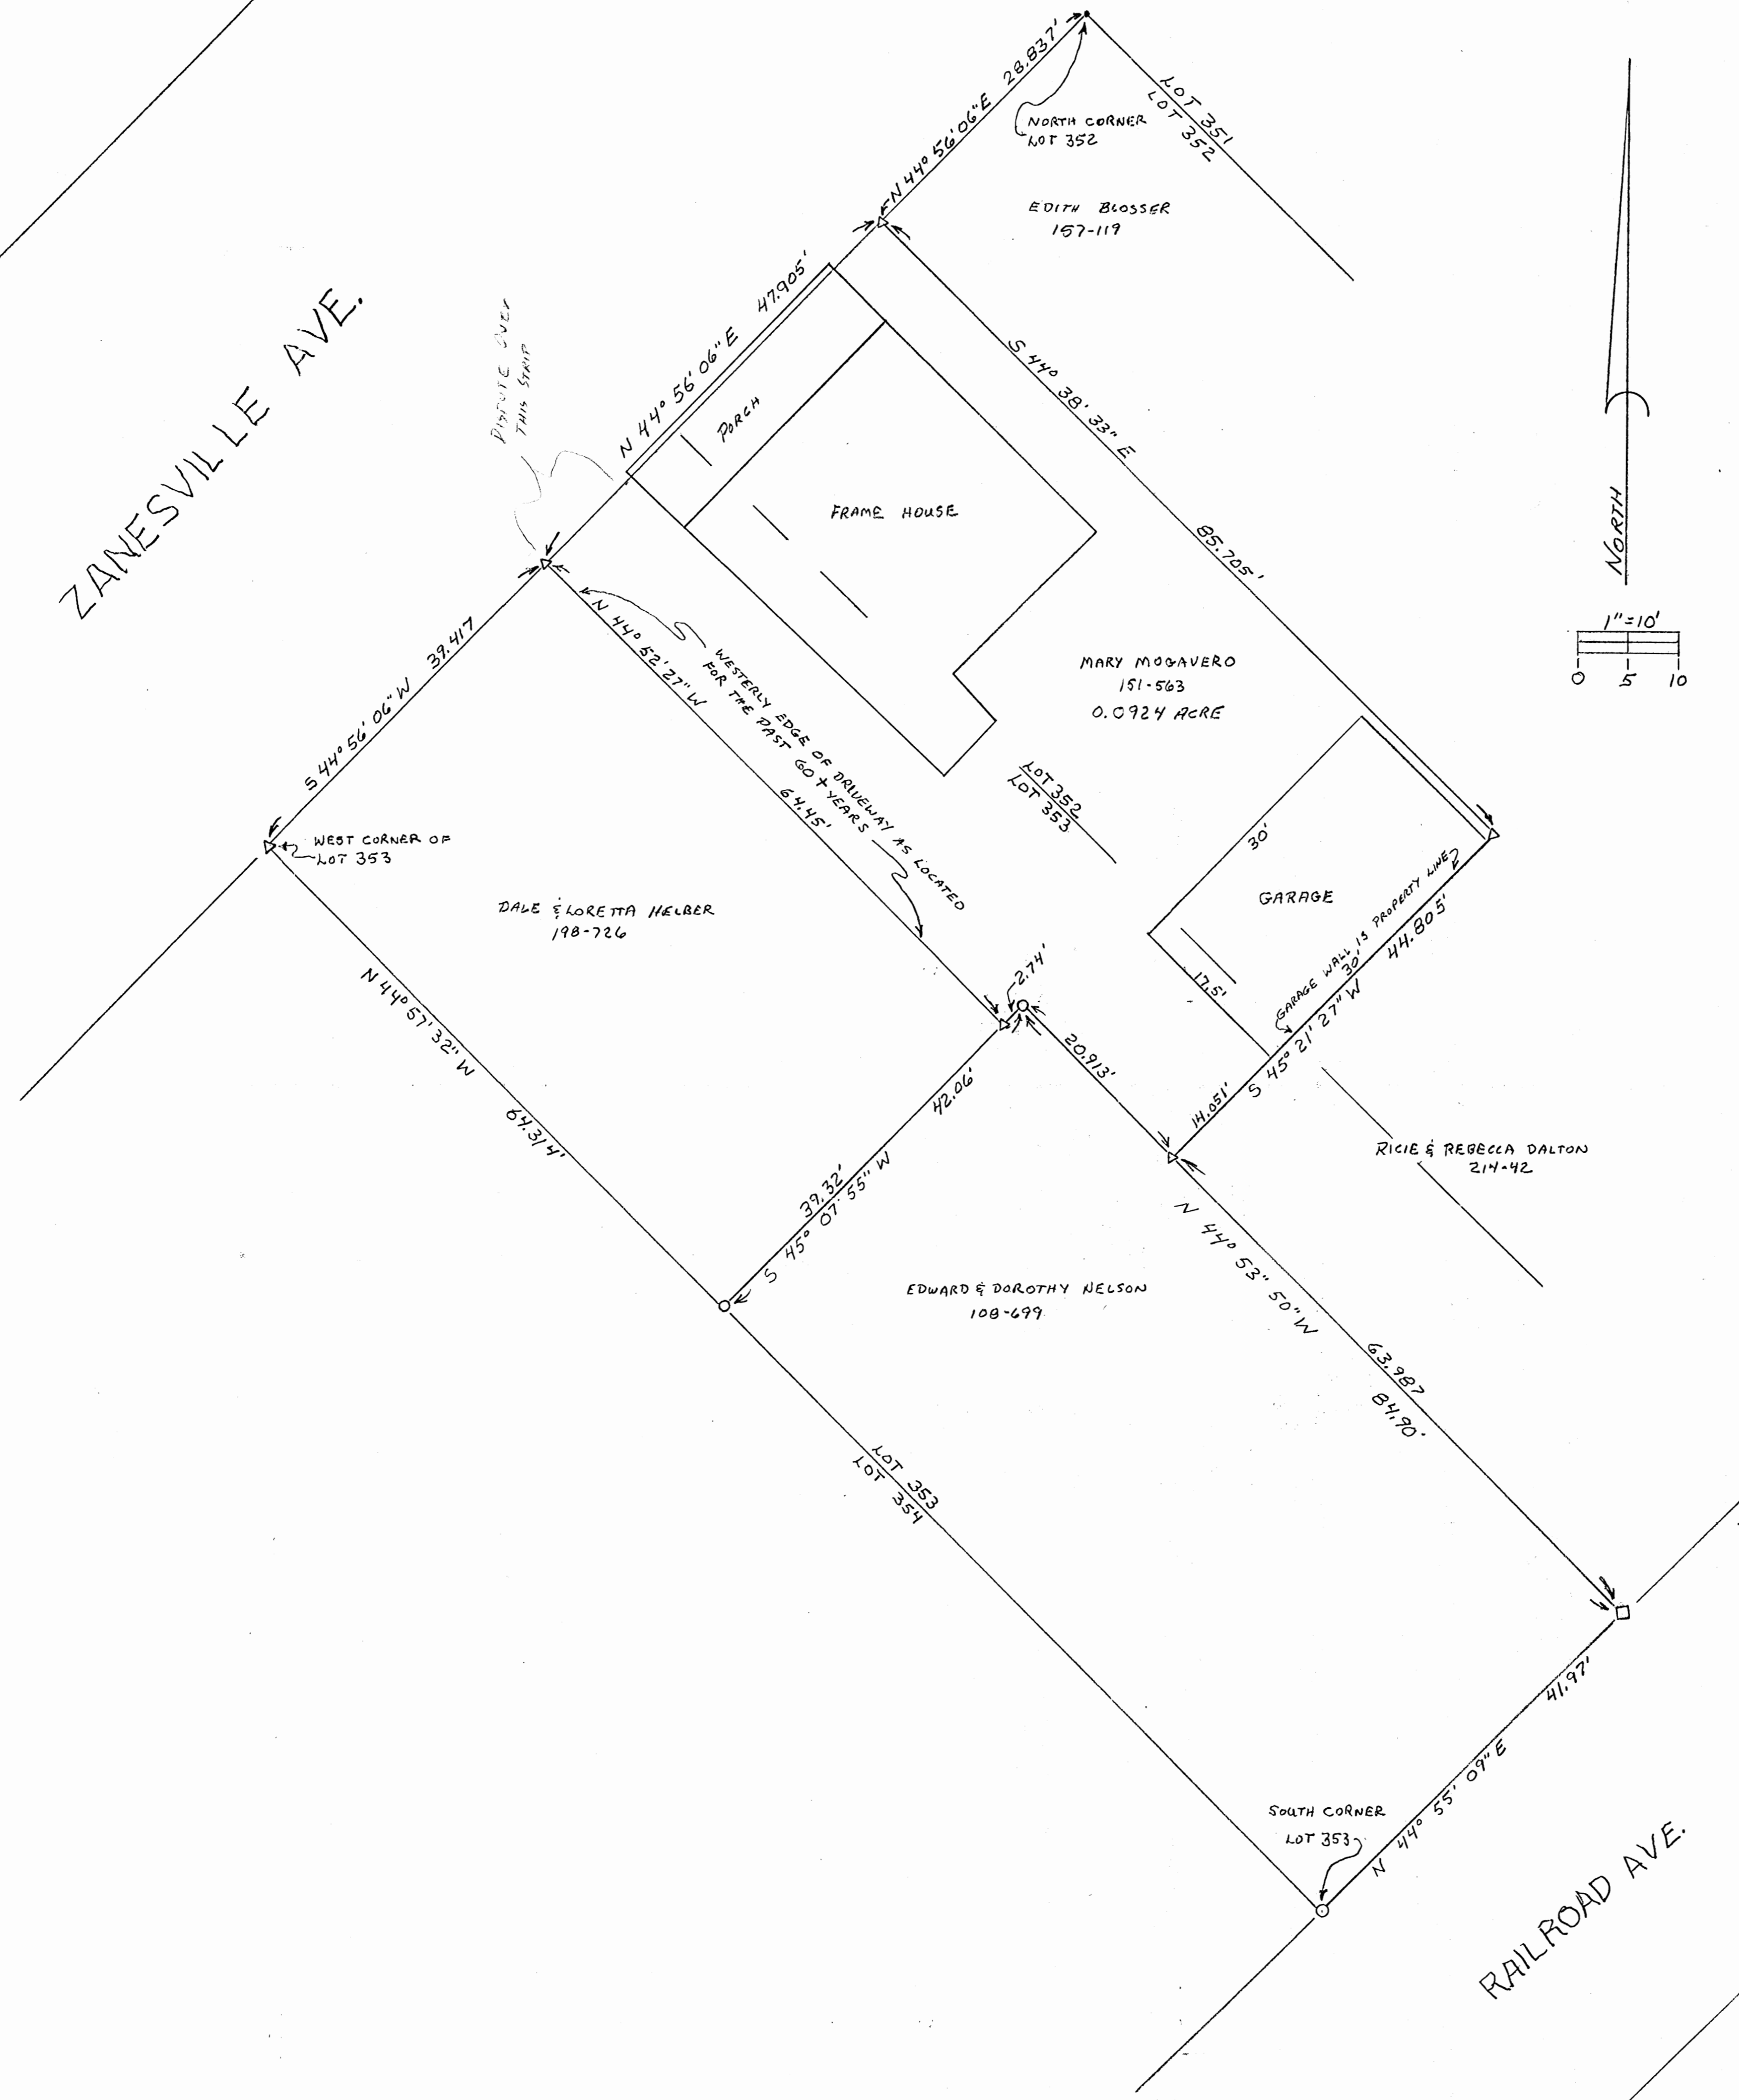 28.837'
N 44° 56' 06" E
NORTH CORNER
LOT 352
LOT 351
LOT 352
EDITH BLOSSER
157-119
ZANESVILLE AVE.
DISPUTE OVER
THIS STRIP
47.905'
N 44° 56' 06" E
PORCH
FRAME HOUSE
S 44° 38' 33" E
85.705'
NORTH
1"=10'
0 5 10
MARY MOGAVERO
151-563
0.0924 ACRE
LOT 352
LOT 353
39.417
S 44° 56' 06" W
WEST CORNER OF
LOT 353
N 44° 52' 27" W
64.45'
WESTERLY EDGE OF DRIVEWAY AS LOCATED
FOR THE PAST 60 + YEARS
DALE & LORETTA HELBER
198-726
30'
GARAGE
17.5'
GARAGE WALL IS PROPERTY LINE
30'
44.805'
S 45° 21' 27" W
14.051'
2.74'
20.913'
42.06'
39.32'
S 45° 07' 55" W
N 44° 57' 32" W
64.314'
RICIE & REBECCA DALTON
214-42
EDWARD & DOROTHY NELSON
108-699
N 44° 53" 50" W
63.987
84.90'
LOT 353
LOT 354
41.97'
N 44° 55' 09" E
SOUTH CORNER
LOT 353
RAILROAD AVE.